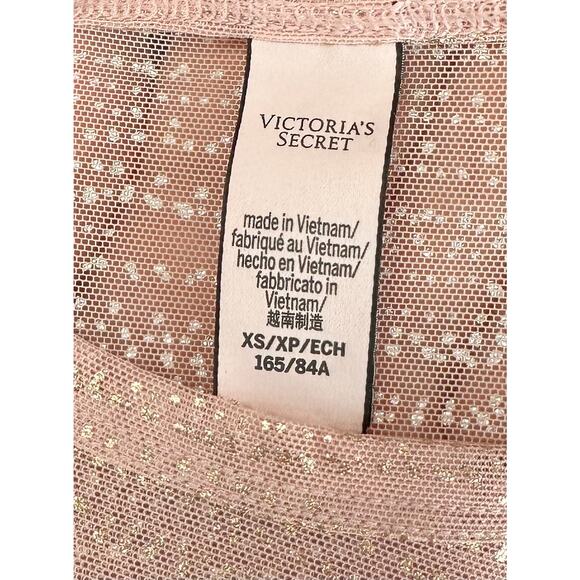 VICTORIA'S
SECRET
made in Vietnam/
fabriqué au Vietnam/
hecho en Vietnam/
fabbricato in
Vietnam/
越南制造
XS/XP/ECH
165/84A